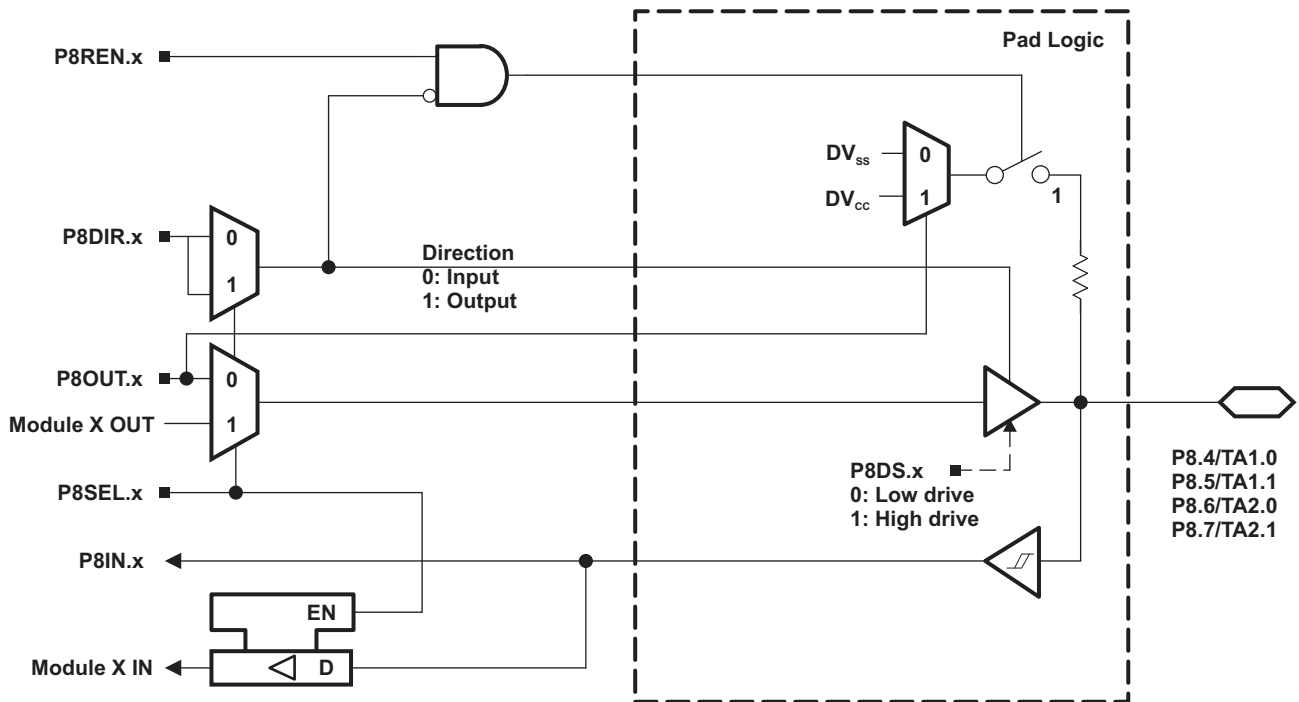 Pad Logic
P8REN.x
DVSS
0
DVCC
1
1
P8DIR.x
0
1
Direction
0: Input
1: Output
P8OUT.x
0
Module X OUT
1
P8DS.x
0: Low drive
1: High drive
P8.4/TA1.0
P8.5/TA1.1
P8.6/TA2.0
P8.7/TA2.1
P8SEL.x
P8IN.x
EN
Module X IN
D